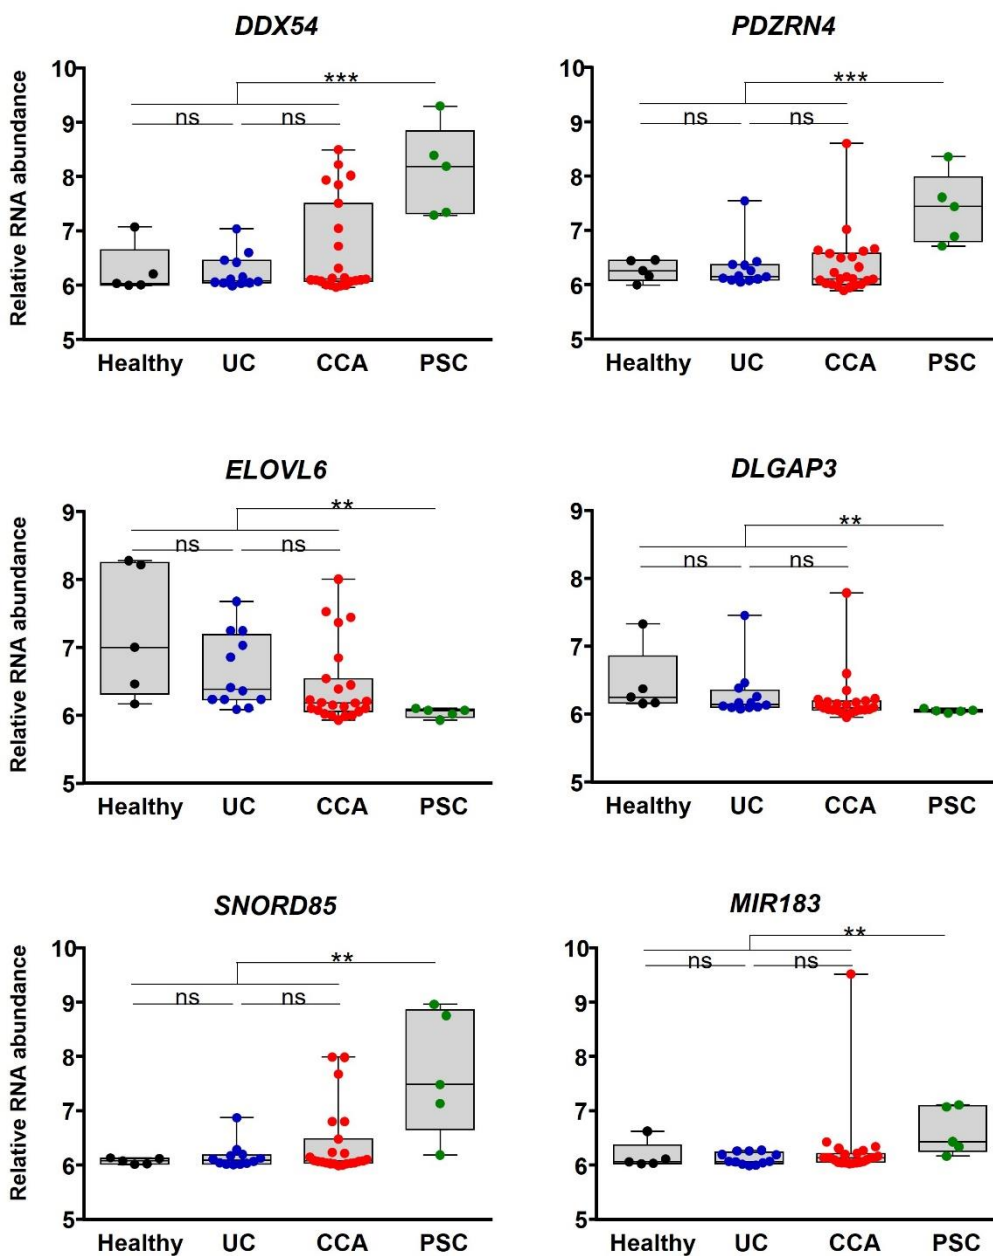 DDX54
Relative RNA abundance
10
9
8
7
6
5
***
ns
ns
Healthy
UC
CCA
PSC
PDZRN4
10
9
8
7
6
5
***
ns
ns
Healthy
UC
CCA
PSC
ELOVL6
Relative RNA abundance
9
8
7
6
5
**
ns
ns
Healthy
UC
CCA
PSC
DLGAP3
9
8
7
6
5
**
ns
ns
Healthy
UC
CCA
PSC
SNORD85
Relative RNA abundance
10
9
8
7
6
5
**
ns
ns
Healthy
UC
CCA
PSC
MIR183
10
9
8
7
6
5
**
ns
ns
Healthy
UC
CCA
PSC